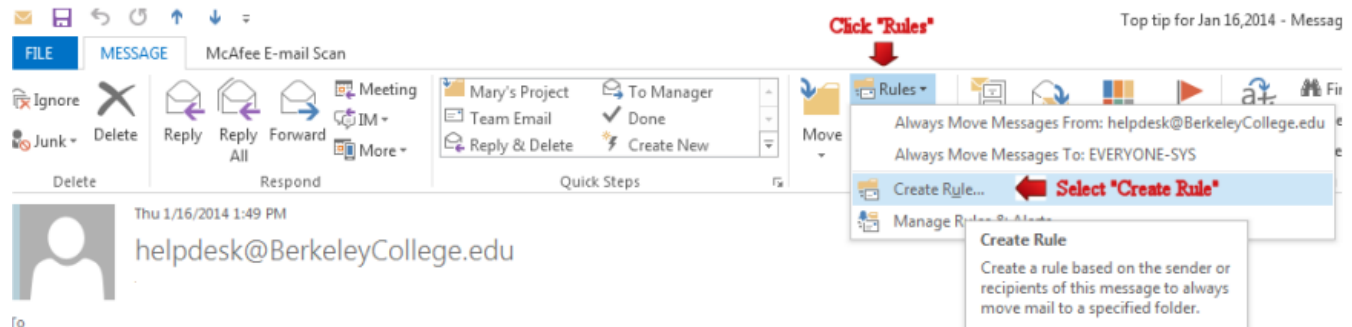 Click "Rules"
Top tip for Jan 16,2014 - Messag
FILE MESSAGE McAfee E-mail Scan
Ignore
Junk
Delete
Reply
Reply All
Forward
Meeting
IM
More
Mary's Project
To Manager
Team Email
Done
Reply & Delete
Create New
Move
Rules
Fi
Always Move Messages From: helpdesk@BerkeleyCollege.edu
Always Move Messages To: EVERYONE-SYS
Create Rule...
Select "Create Rule"
Manage Rules & Alerts
Delete
Respond
Quick Steps
Thu 1/16/2014 1:49 PM
helpdesk@BerkeleyCollege.edu
Create Rule
Create a rule based on the sender or
recipients of this message to always
move mail to a specified folder.
To